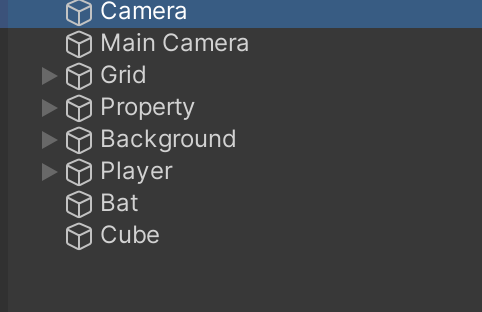 Camera
Main Camera
Grid
Property
Background
Player
Bat
Cube